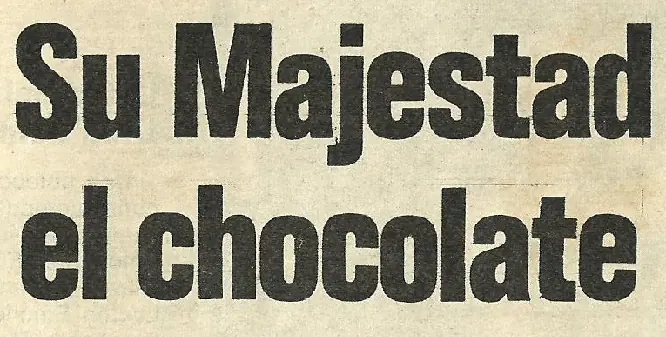 Su Majestad
el chocolate